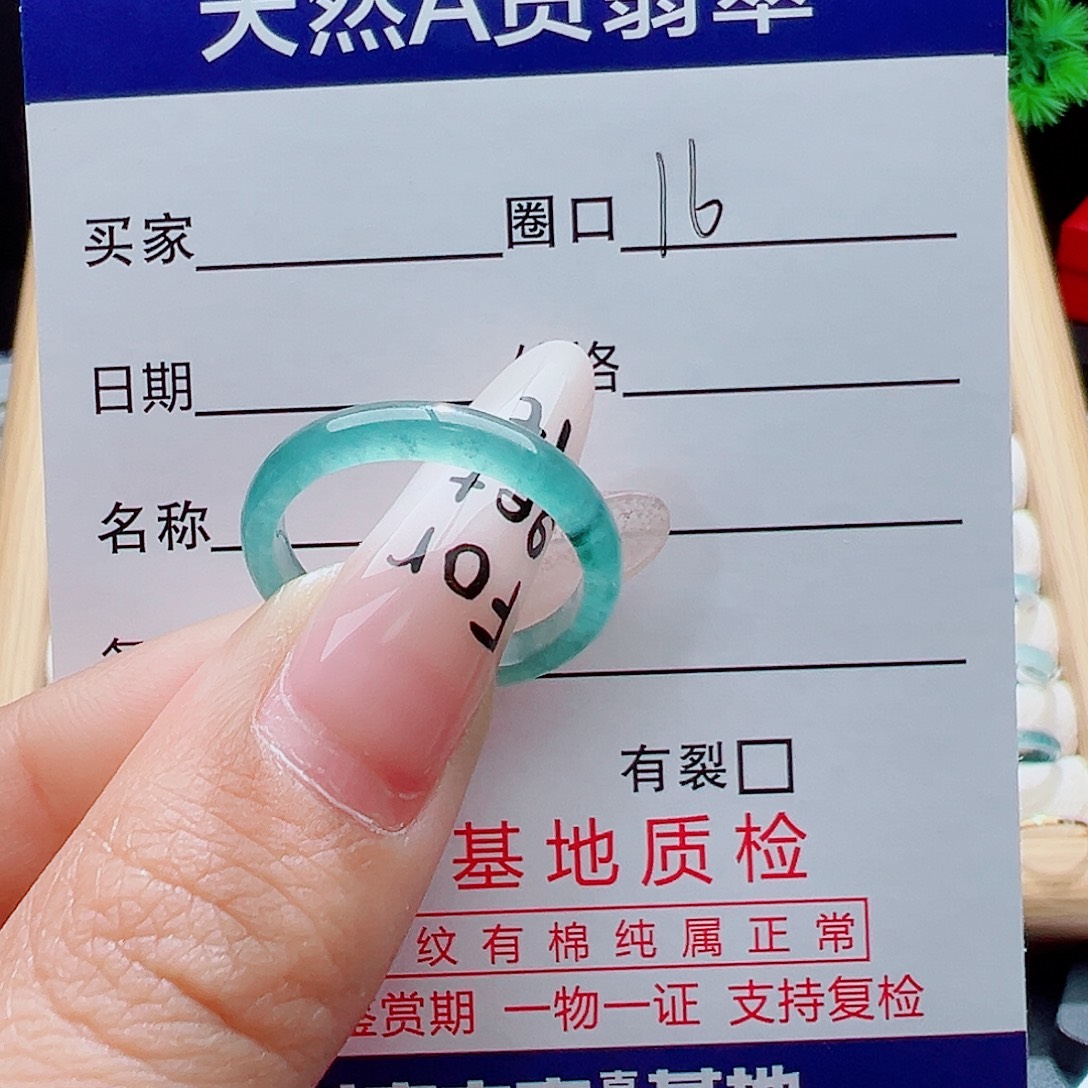 天然A货翡翠
买家 圈口 16
日期 格
名称
有裂
基地质检
纹有棉纯属正常
鉴赏期 一物一证 支持复检
For